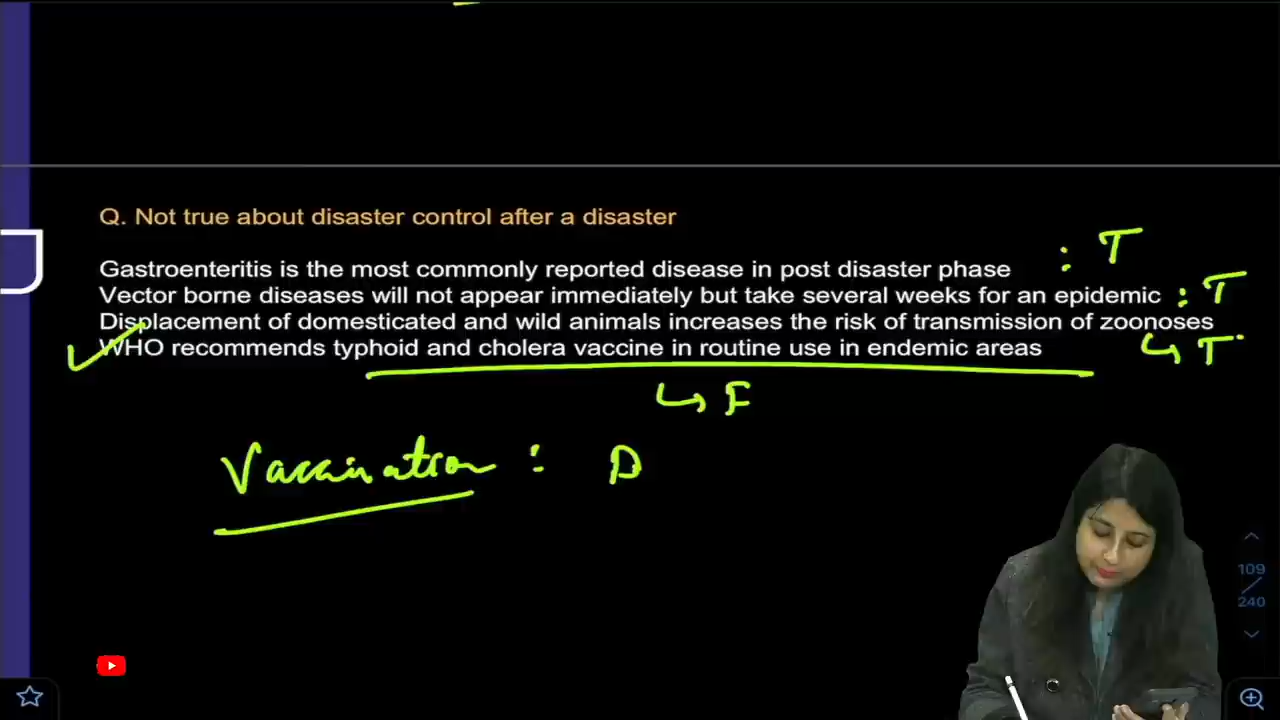 Q. Not true about disaster control after a disaster
Gastroenteritis is the most commonly reported disease in post disaster phase : T
Vector borne diseases will not appear immediately but take several weeks for an epidemic : T
Displacement of domesticated and wild animals increases the risk of transmission of zoonoses
↳ T
WHO recommends typhoid and cholera vaccine in routine use in endemic areas
↳ F
Vaccination : D
109
240